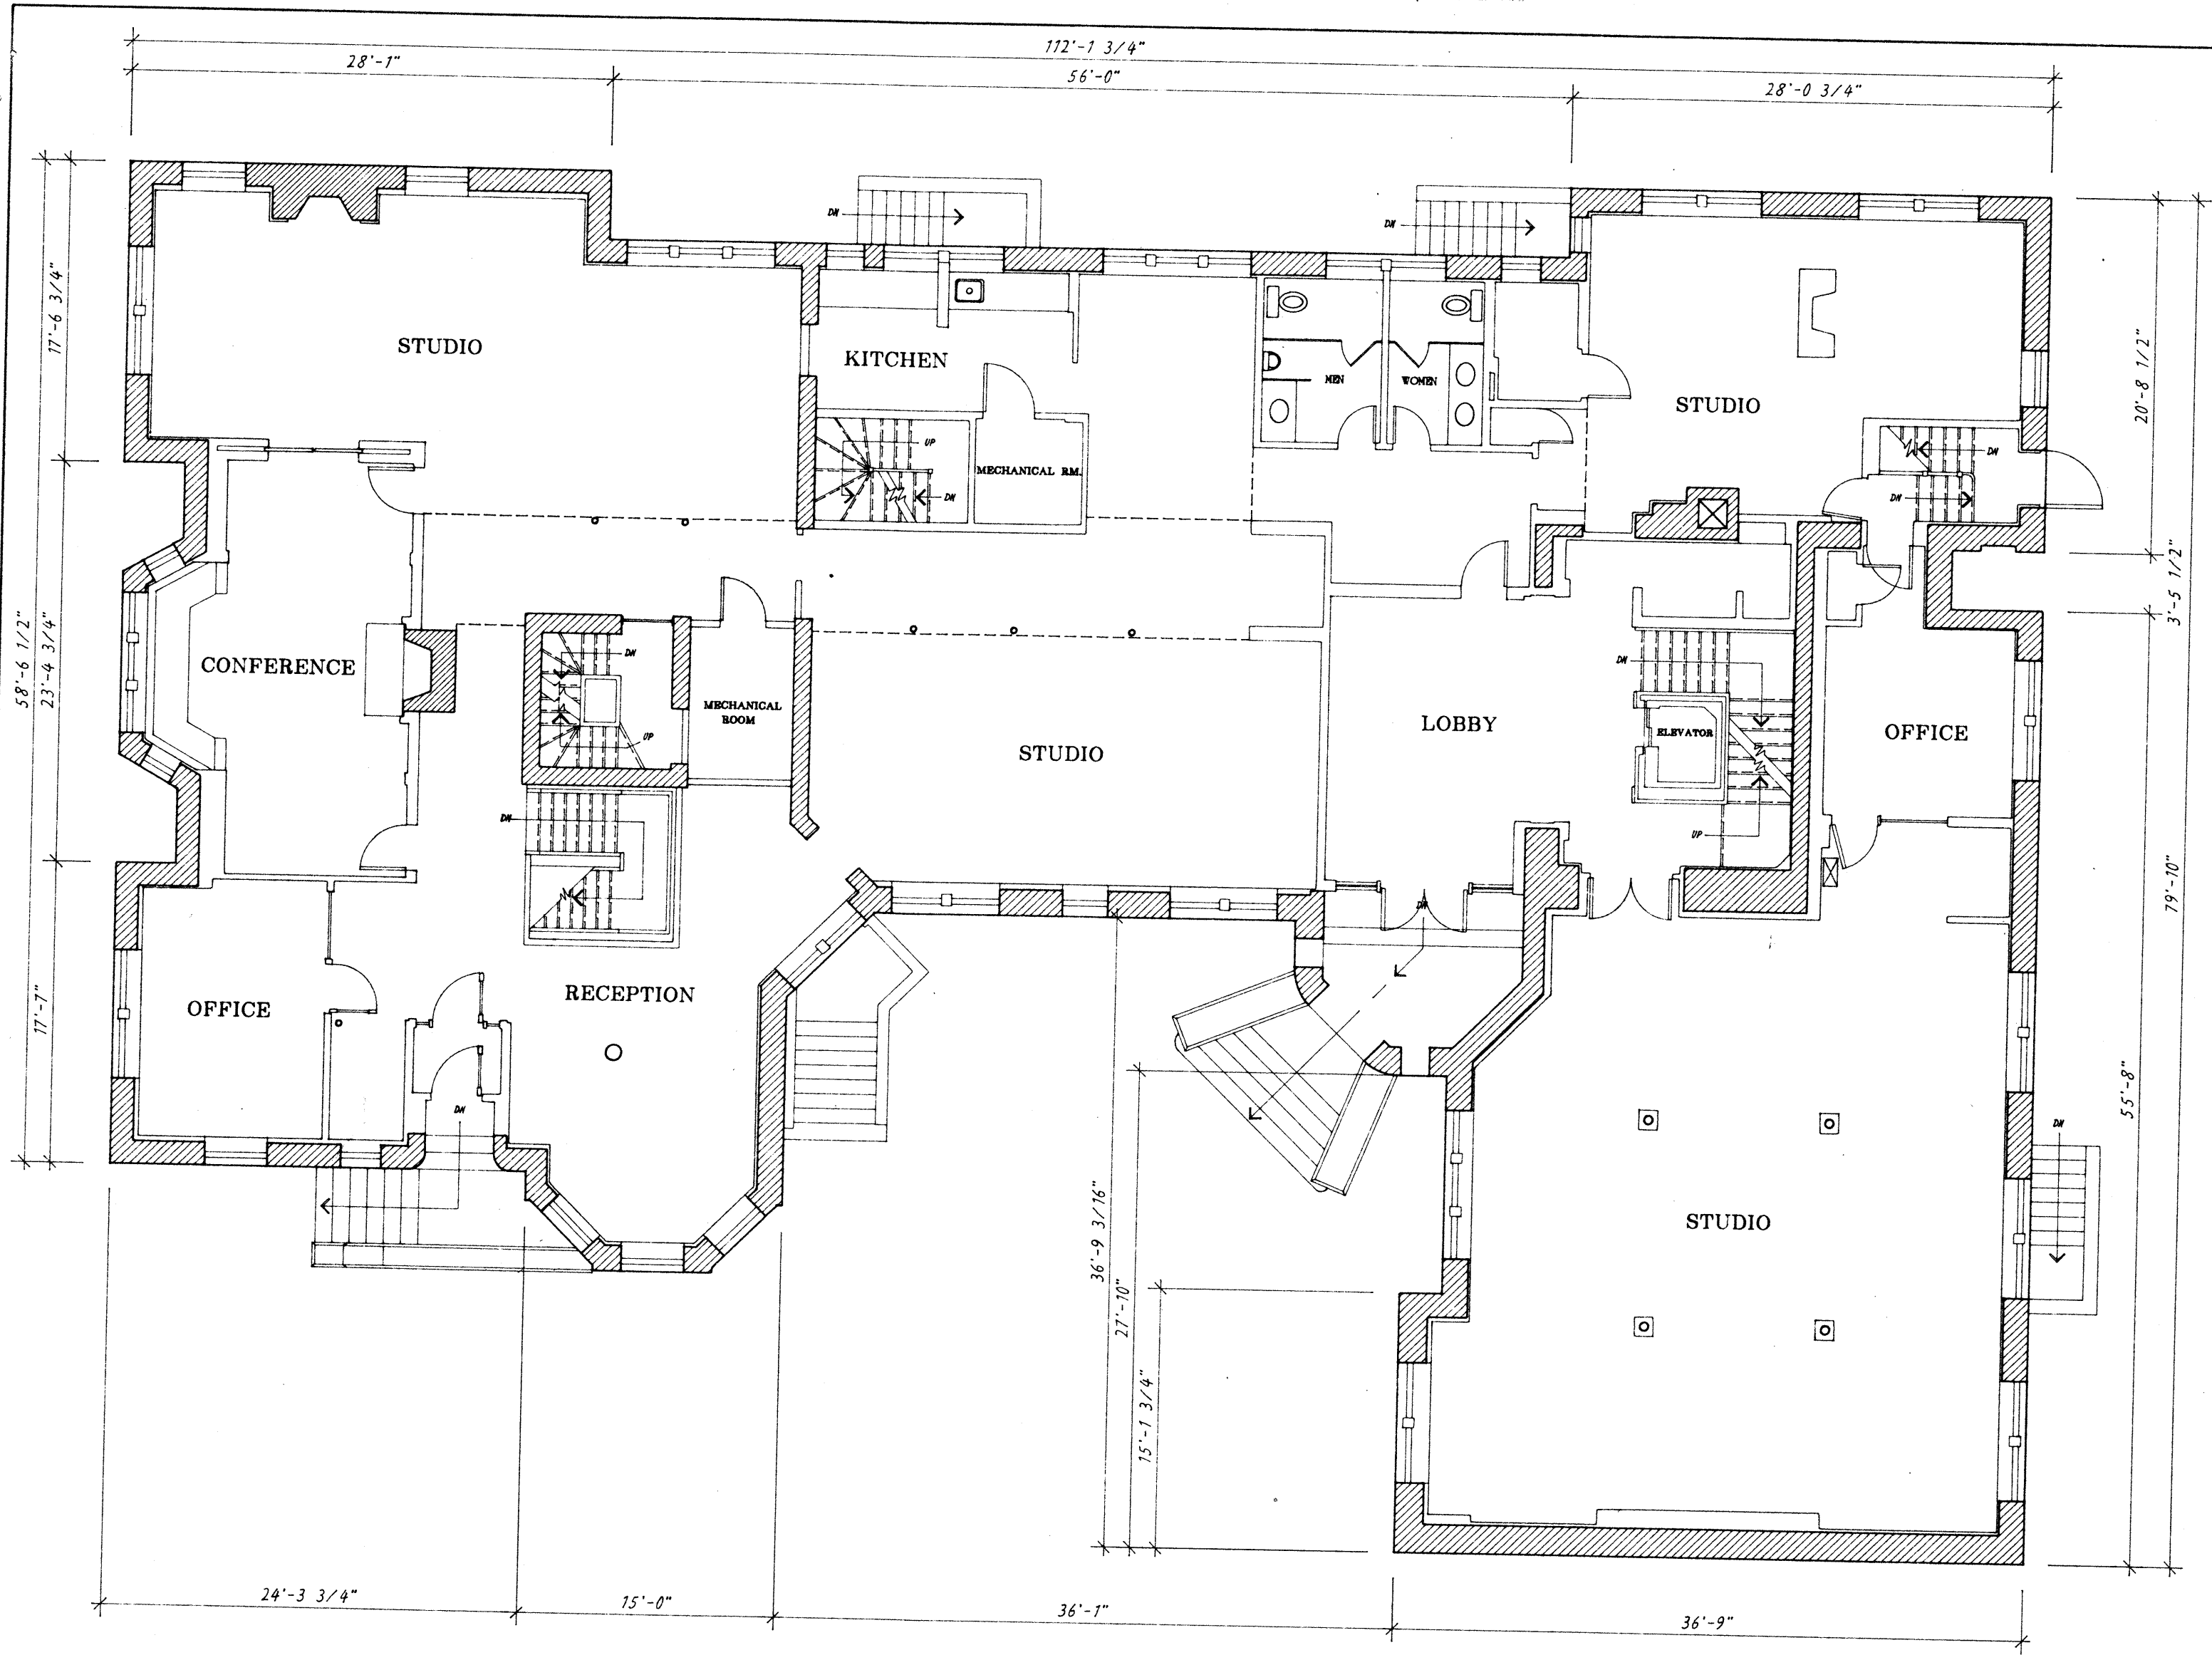 112'-1 3/4"
28'-1"
56'-0"
28'-0 3/4"
DN
DN
17'-6 3/4"
STUDIO
KITCHEN
MEN
WOMEN
STUDIO
20'-8 1/2"
UP
MECHANICAL RM.
DN
DN
DN
3'-5 1/2"
58'-6 1/2"
23'-4 3/4"
CONFERENCE
DN
MECHANICAL
ROOM
UP
STUDIO
LOBBY
DN
ELEVATOR
OFFICE
DN
UP
79'-10"
DN
17'-7"
OFFICE
RECEPTION
DN
55'-8"
DN
36'-9 3/16"
27'-10"
15'-1 3/4"
STUDIO
24'-3 3/4"
15'-0"
36'-1"
36'-9"